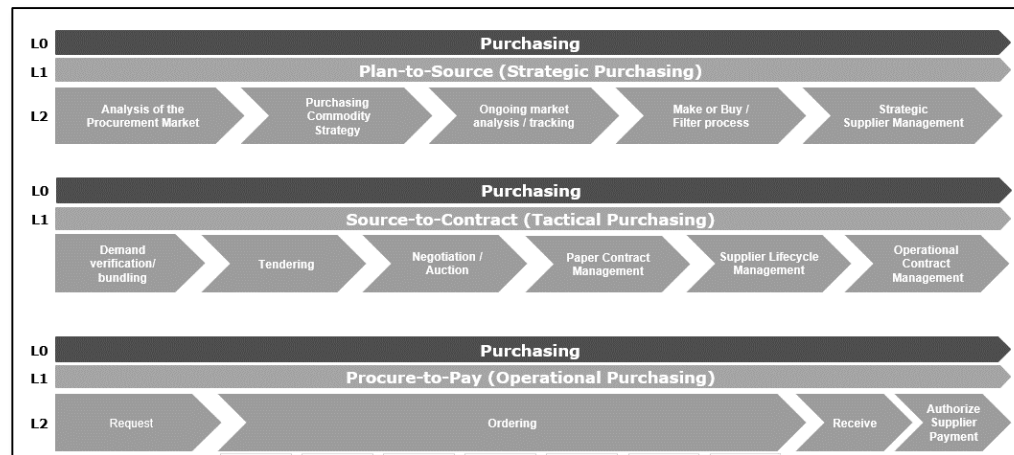 L0 Purchasing
L1 Plan-to-Source (Strategic Purchasing)
L2
Analysis of the
Procurement Market
Purchasing
Commodity
Strategy
Ongoing market
analysis / tracking
Make or Buy /
Filter process
Strategic
Supplier Management
L0 Purchasing
L1 Source-to-Contract (Tactical Purchasing)
Demand
verification/
bundling
Tendering
Negotiation /
Auction
Paper Contract
Management
Supplier Lifecycle
Management
Operational
Contract
Management
L0 Purchasing
L1 Procure-to-Pay (Operational Purchasing)
L2
Request
Ordering
Receive
Authorize
Supplier
Payment